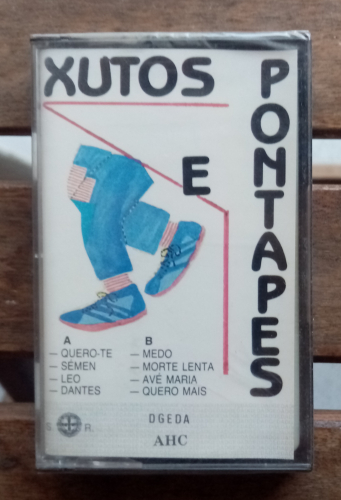 XUTOS
E
PONTAPES
A
- QUERO-TE
- SÉMEN
- LEO
- DANTES
B
- MEDO
- MORTE LENTA
- AVÉ MARIA
- QUERO MAIS
S. R.
DGEDA
AHC